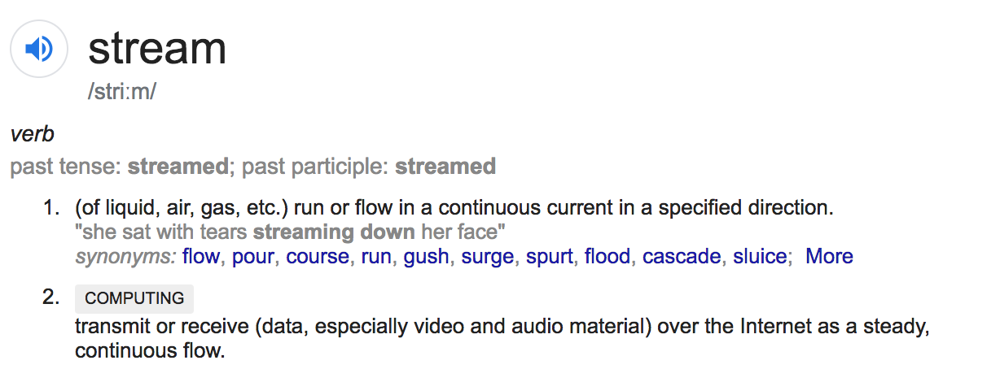 stream
/striːm/
verb
past tense: streamed; past participle: streamed
1. (of liquid, air, gas, etc.) run or flow in a continuous current in a specified direction.
"she sat with tears streaming down her face"
synonyms: flow, pour, course, run, gush, surge, spurt, flood, cascade, sluice; More
2. COMPUTING
transmit or receive (data, especially video and audio material) over the Internet as a steady,
continuous flow.